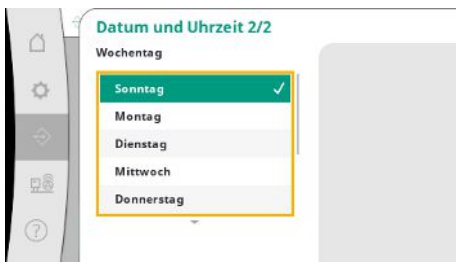 Datum und Uhrzeit 2/2
Wochentag
Sonntag
Montag
Dienstag
Mittwoch
Donnerstag
?